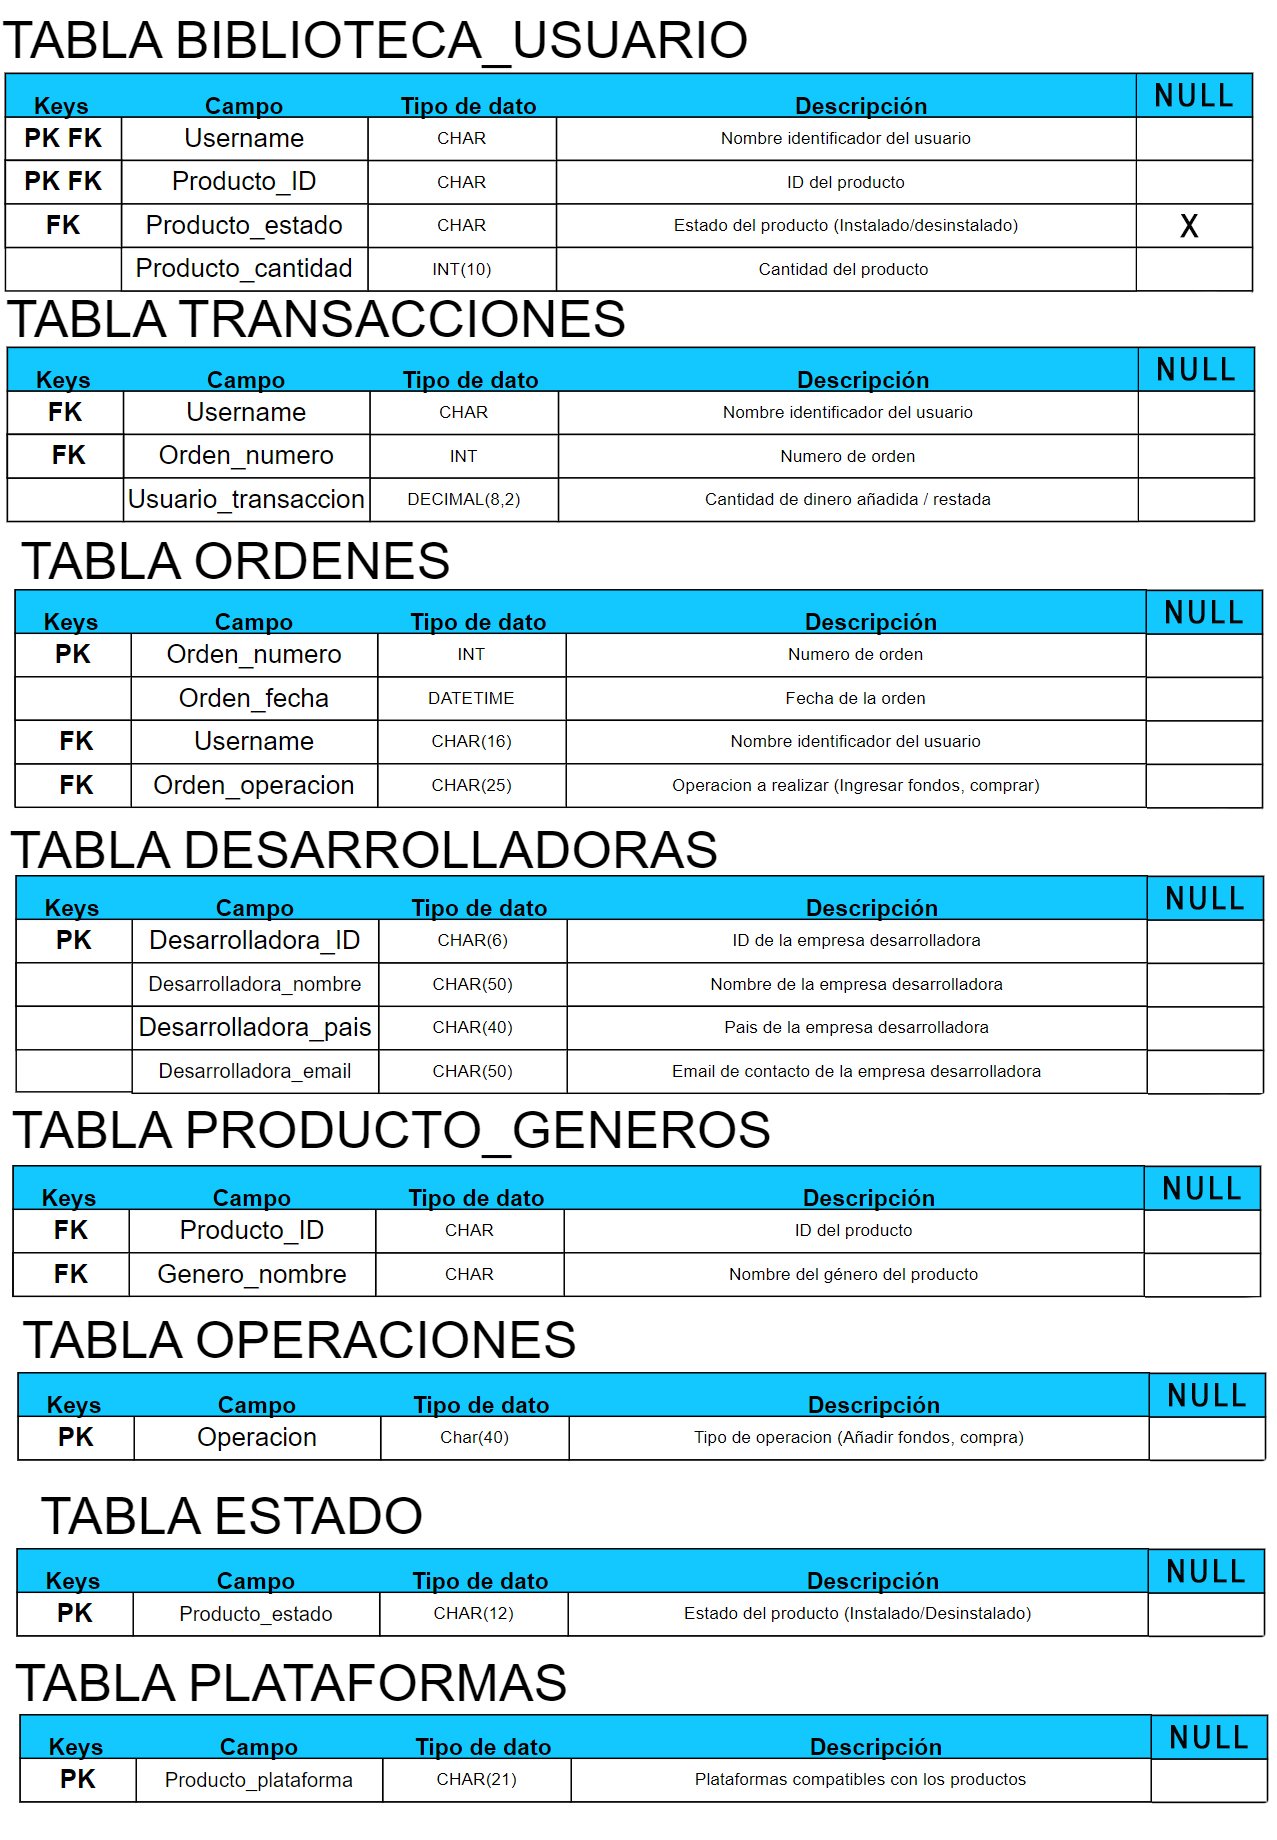 TABLA BIBLIOTECA_USUARIO
Keys Campo Tipo de dato Descripción NULL
PK FK Username CHAR Nombre identificador del usuario
PK FK Producto_ID CHAR ID del producto
FK Producto_estado CHAR Estado del producto (Instalado/desinstalado) X
Producto_cantidad INT(10) Cantidad del producto
TABLA TRANSACCIONES
Keys Campo Tipo de dato Descripción NULL
FK Username CHAR Nombre identificador del usuario
FK Orden_numero INT Numero de orden
Usuario_transaccion DECIMAL(8,2) Cantidad de dinero añadida / restada
TABLA ORDENES
Keys Campo Tipo de dato Descripción NULL
PK Orden_numero INT Numero de orden
Orden_fecha DATETIME Fecha de la orden
FK Username CHAR(16) Nombre identificador del usuario
FK Orden_operacion CHAR(25) Operacion a realizar (Ingresar fondos, comprar)
TABLA DESARROLLADORAS
Keys Campo Tipo de dato Descripción NULL
PK Desarrolladora_ID CHAR(6) ID de la empresa desarrolladora
Desarrolladora_nombre CHAR(50) Nombre de la empresa desarrolladora
Desarrolladora_pais CHAR(40) Pais de la empresa desarrolladora
Desarrolladora_email CHAR(50) Email de contacto de la empresa desarrolladora
TABLA PRODUCTO_GENEROS
Keys Campo Tipo de dato Descripción NULL
FK Producto_ID CHAR ID del producto
FK Genero_nombre CHAR Nombre del género del producto
TABLA OPERACIONES
Keys Campo Tipo de dato Descripción NULL
PK Operacion Char(40) Tipo de operacion (Añadir fondos, compra)
TABLA ESTADO
Keys Campo Tipo de dato Descripción NULL
PK Producto_estado CHAR(12) Estado del producto (Instalado/Desinstalado)
TABLA PLATAFORMAS
Keys Campo Tipo de dato Descripción NULL
PK Producto_plataforma CHAR(21) Plataformas compatibles con los productos